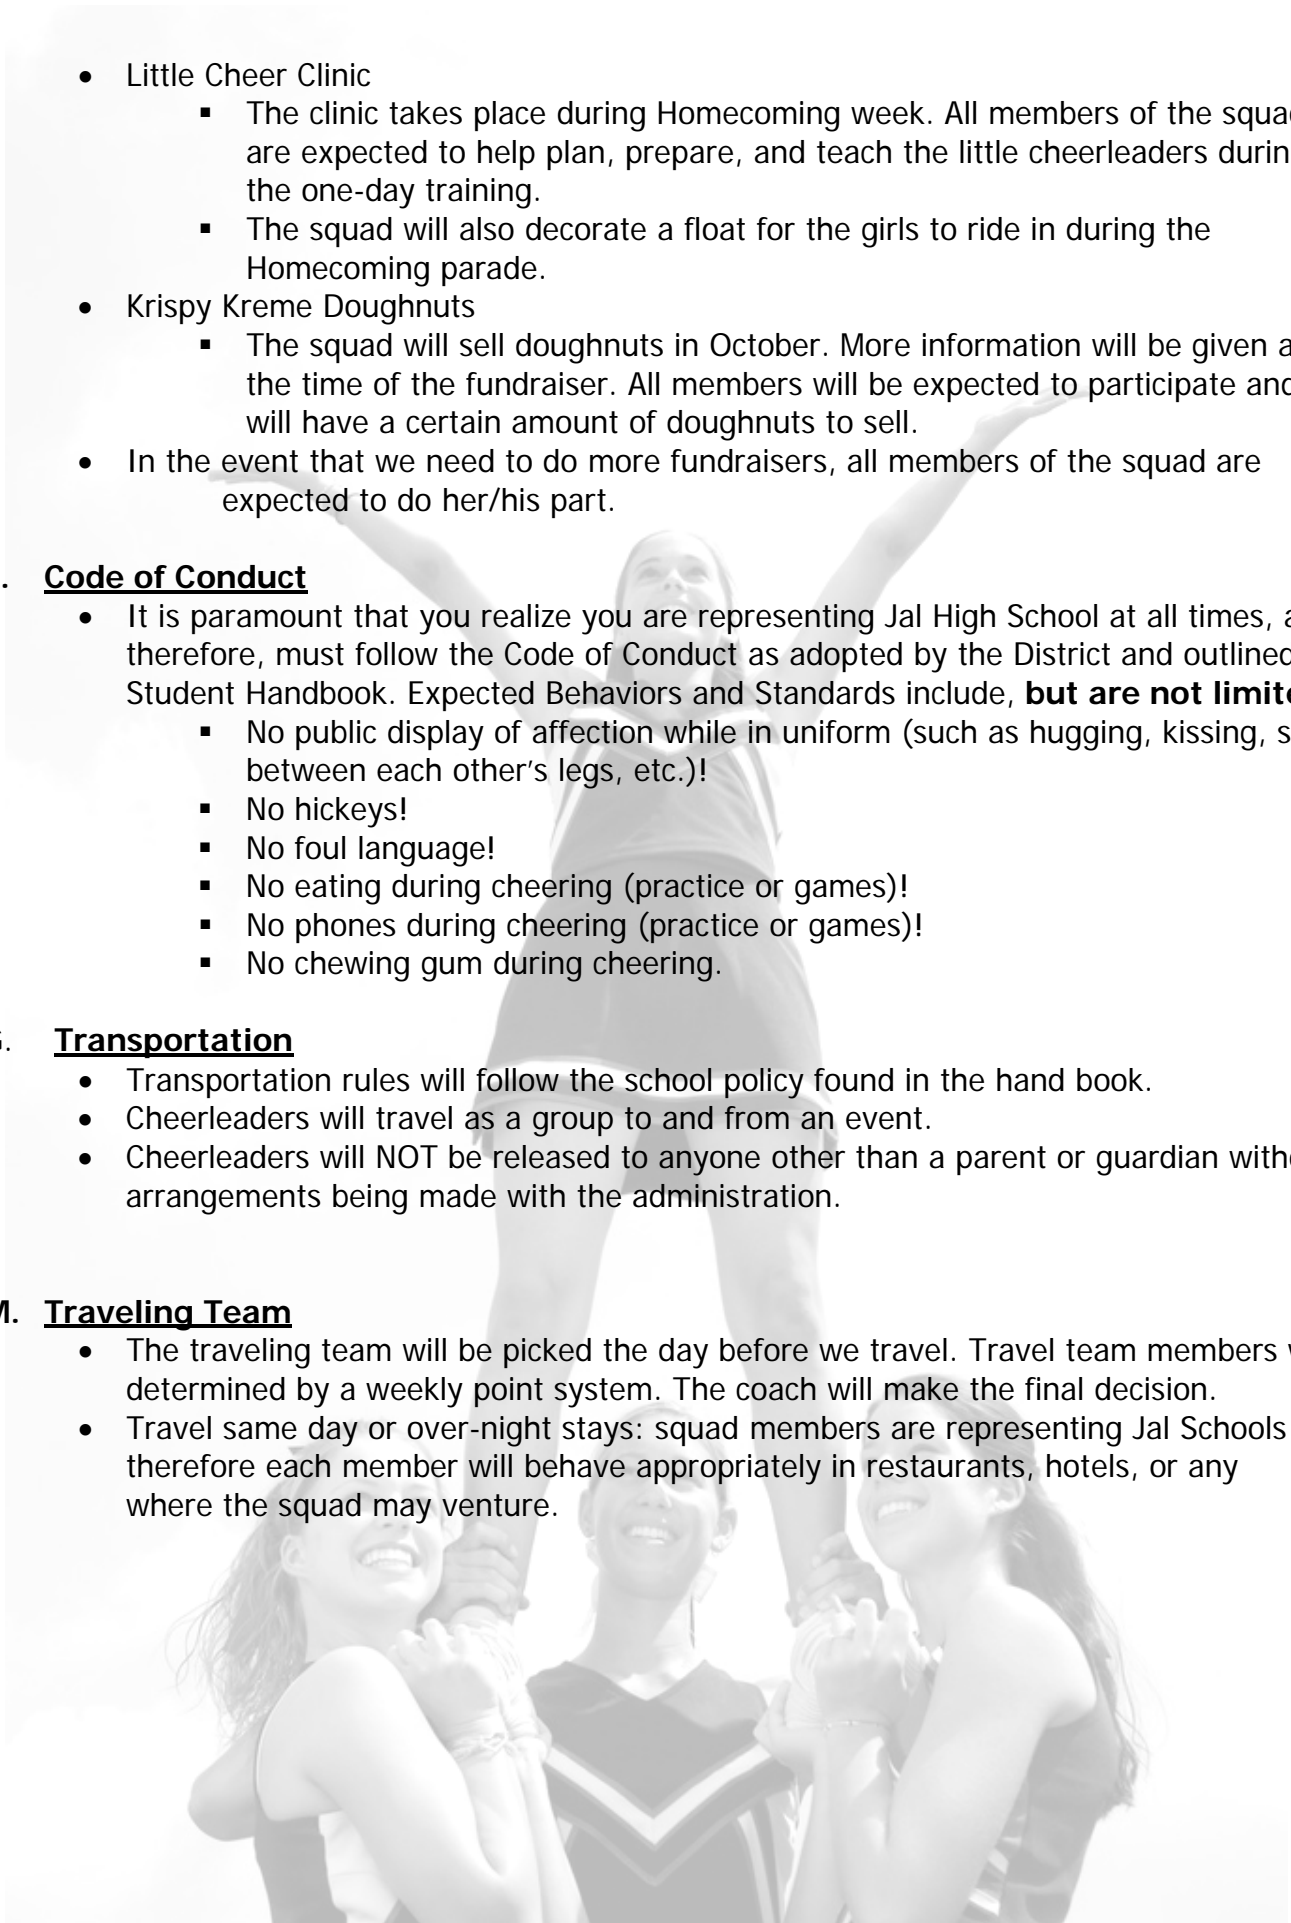 • Little Cheer Clinic
▪ The clinic takes place during Homecoming week. All members of the
are expected to help plan, prepare, and teach the little cheerleaders
the one-day training.
▪ The squad will also decorate a float for the girls to ride in during the
Homecoming parade.
• Krispy Kreme Doughnuts
▪ The squad will sell doughnuts in October. More information will be given
the time of the fundraiser. All members will be expected to participate
will have a certain amount of doughnuts to sell.
• In the event that we need to do more fundraisers, all members of the squad are
expected to do her/his part.
. Code of Conduct
• It is paramount that you realize you are representing Jal High School at all times,
therefore, must follow the Code of Conduct as adopted by the District and outlined
Student Handbook. Expected Behaviors and Standards include, but are not
▪ No public display of affection while in uniform (such as hugging, kissing,
between each other's legs, etc.)!
▪ No hickeys!
▪ No foul language!
▪ No eating during cheering (practice or games)!
▪ No phones during cheering (practice or games)!
▪ No chewing gum during cheering.
. Transportation
• Transportation rules will follow the school policy found in the hand book.
• Cheerleaders will travel as a group to and from an event.
• Cheerleaders will NOT be released to anyone other than a parent or guardian
arrangements being made with the administration.
M. Traveling Team
• The traveling team will be picked the day before we travel. Travel team members
determined by a weekly point system. The coach will make the final decision.
• Travel same day or over-night stays: squad members are representing Jal Schools
therefore each member will behave appropriately in restaurants, hotels, or any
where the squad may venture.